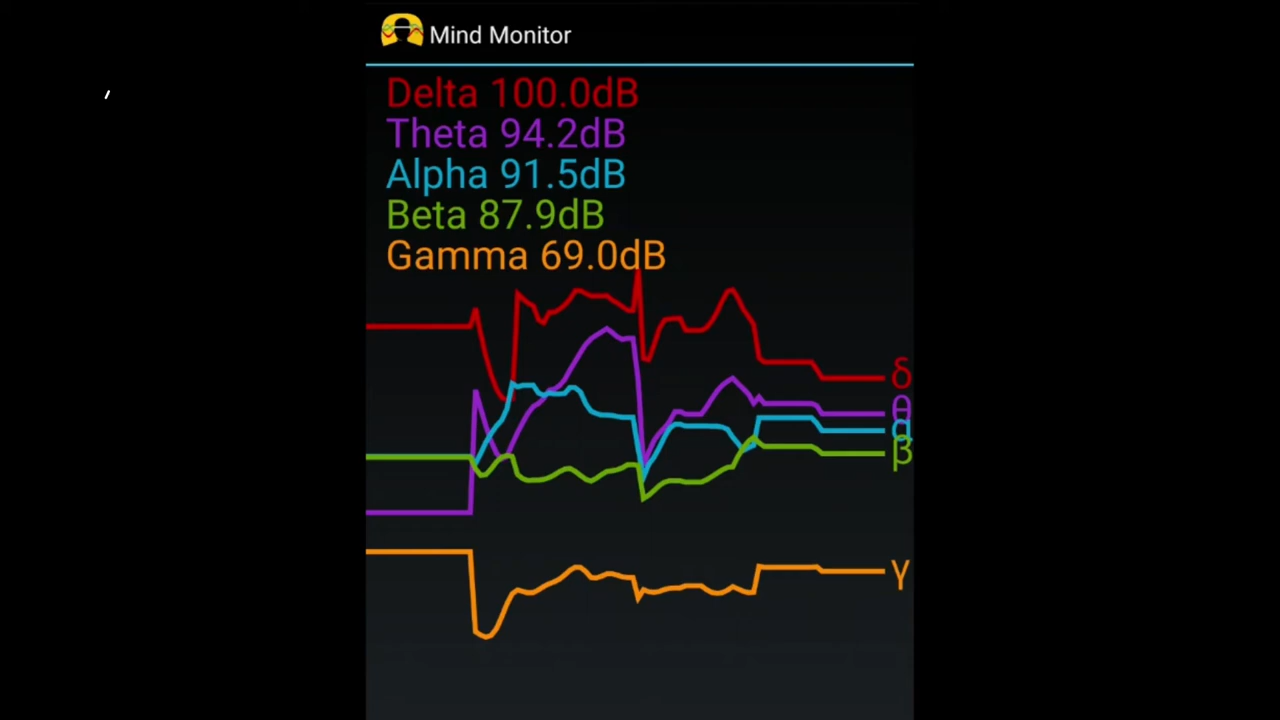 Mind Monitor
Delta 100.0dB
Theta 94.2dB
Alpha 91.5dB
Beta 87.9dB
Gamma 69.0dB
δ
θ
α
β
γ